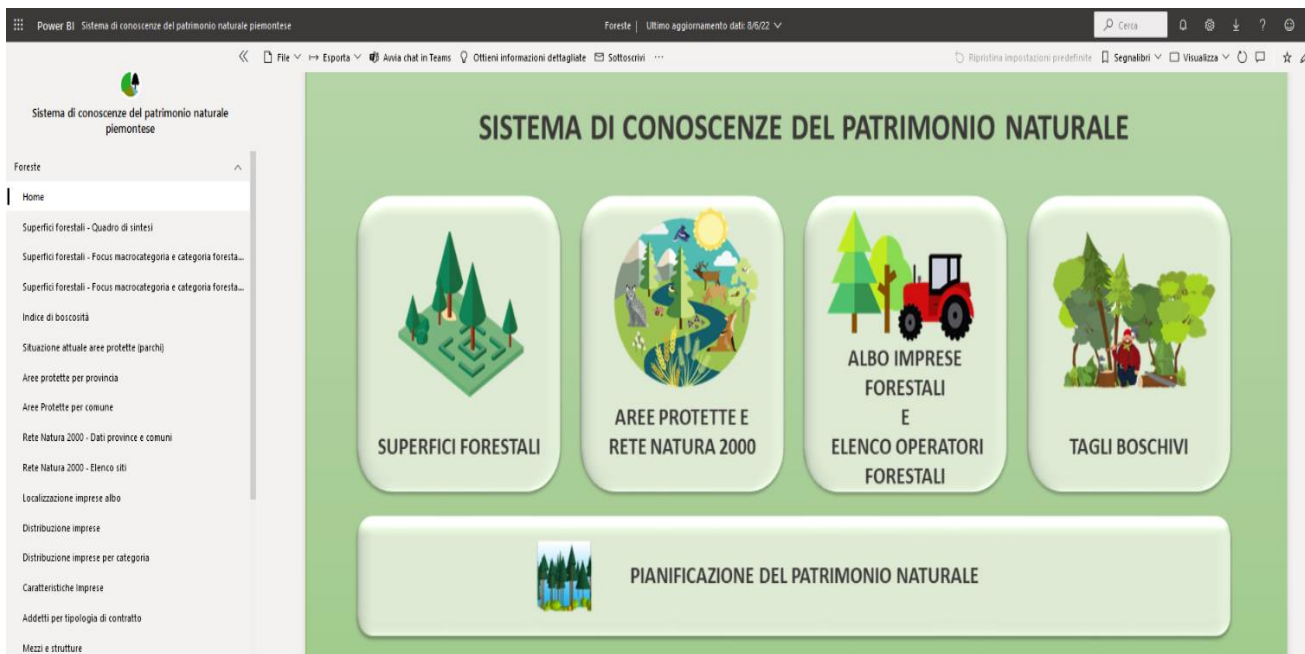 Power BI Sistema di conoscenze del patrimonio naturale piemontese
Foreste | Ultimo aggiornamento dati: 8/6/22
Cerca
?
File Esporta Avvia chat in Teams Ottieni informazioni dettagliate Sottoscrivi ...
Ripristina impostazioni predefinite Segnalibri Visualizza
Sistema di conoscenze del patrimonio naturale
piemontese
Foreste
Home
Superfici forestali - Quadro di sintesi
Superfici forestali - Focus macrocategoria e categoria foresta...
Superfici forestali - Focus macrocategoria e categoria foresta...
Indice di boscosità
Situazione attuale aree protette (parchi)
Aree protette per provincia
Aree Protette per comune
Rete Natura 2000 - Dati province e comuni
Rete Natura 2000 - Elenco siti
Localizzazione imprese albo
Distribuzione imprese
Distribuzione imprese per categoria
Caratteristiche Imprese
Addetti per tipologia di contratto
Mezzi e strutture
SISTEMA DI CONOSCENZE DEL PATRIMONIO NATURALE
SUPERFICI FORESTALI
AREE PROTETTE E
RETE NATURA 2000
ALBO IMPRESE
FORESTALI
E
ELENCO OPERATORI
FORESTALI
TAGLI BOSCHIVI
PIANIFICAZIONE DEL PATRIMONIO NATURALE